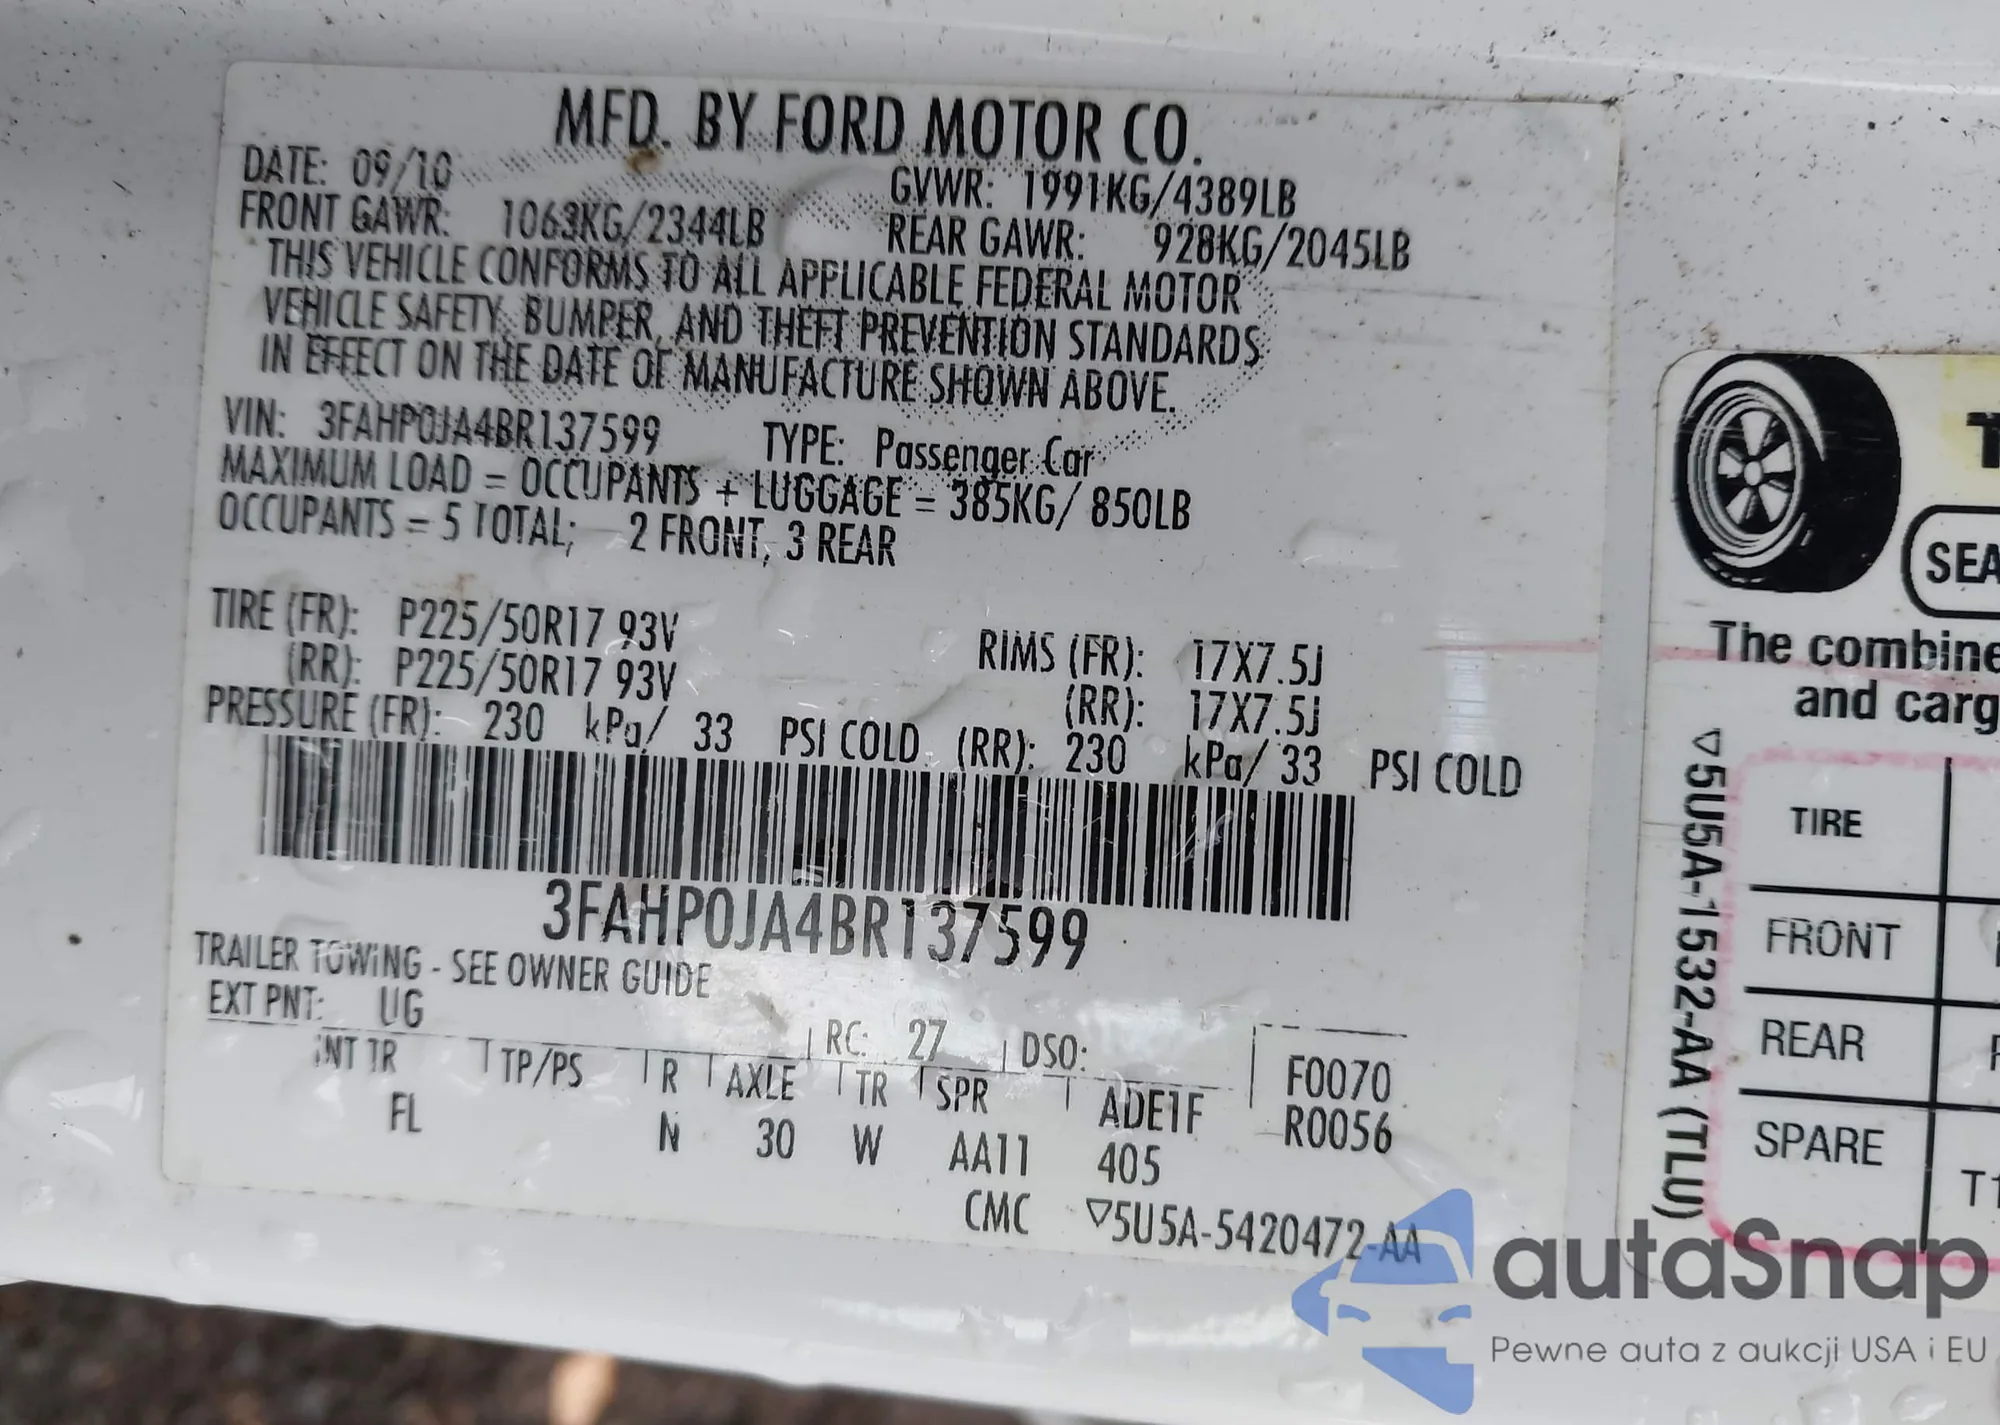 MFD. BY FORD MOTOR CO.
DATE: 09/10 GVWR: 1991KG/4389LB
FRONT GAWR: 1063KG/2344LB REAR GAWR: 928KG/2045LB
THIS VEHICLE CONFORMS TO ALL APPLICABLE FEDERAL MOTOR
VEHICLE SAFETY, BUMPER, AND THEFT PREVENTION STANDARDS
IN EFFECT ON THE DATE OF MANUFACTURE SHOWN ABOVE.
VIN: 3FAHP0JA4BR137599 TYPE: Passenger Car
MAXIMUM LOAD = OCCUPANTS + LUGGAGE = 385KG/ 850LB
OCCUPANTS = 5 TOTAL; 2 FRONT, 3 REAR
TIRE (FR): P225/50R17 93V RIMS (FR): 17X7.5J
(RR): P225/50R17 93V (RR): 17X7.5J
PRESSURE (FR): 230 kPa/ 33 PSI COLD (RR): 230 kPa/ 33 PSI COLD
3FAHP0JA4BR137599
TRAILER TOWING - SEE OWNER GUIDE
EXT PNT: UG RC: 27 DSO: F0070
INT TR TP/PS R AXLE TR SPR ADE1F R0056
FL N 30 W AA11 405
CMC ▽5U5A-5420472-AA
SEA
The combine
and carg
▽5U5A-1532-AA (TLU)
TIRE
FRONT
REAR
SPARE T1
autaSnap
Pewne auta z aukcji USA i EU